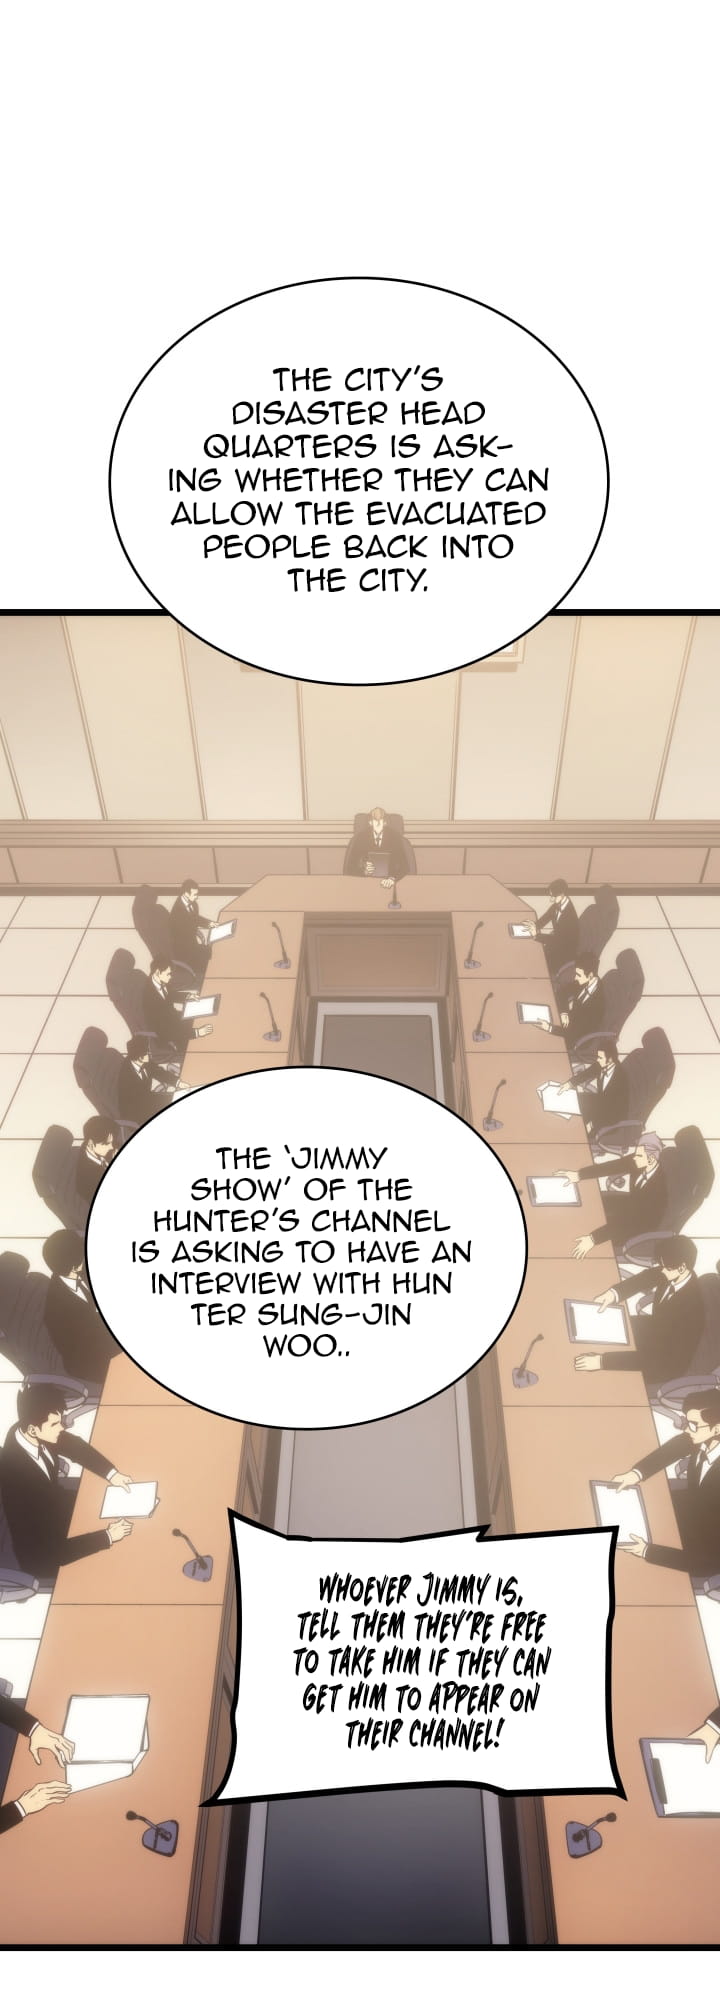 THE CITY'S
DISASTER HEAD
QUARTERS IS ASK-
ING WHETHER THEY CAN
ALLOW THE EVACUATED
PEOPLE BACK INTO
THE CITY.
THE 'JIMMY
SHOW' OF THE
HUNTER'S CHANNEL
IS ASKING TO HAVE AN
INTERVIEW WITH HUN
TER SUNG-JIN
WOO..
WHOEVER JIMMY IS,
TELL THEM THEY'RE FREE
TO TAKE HIM IF THEY CAN
GET HIM TO APPEAR ON
THEIR CHANNEL!